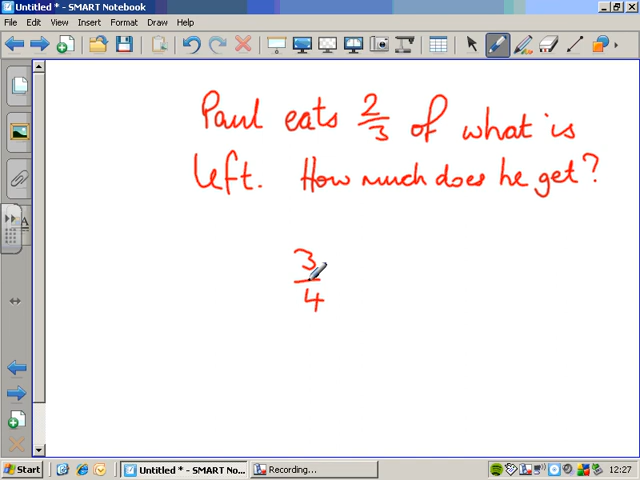 Untitled * - SMART Notebook
File Edit View Insert Format Draw Help
Paul eats 2/3 of what is
left. How much does he get?
3
4
A
Start
Untitled * - SMART No...
Recording...
12:27